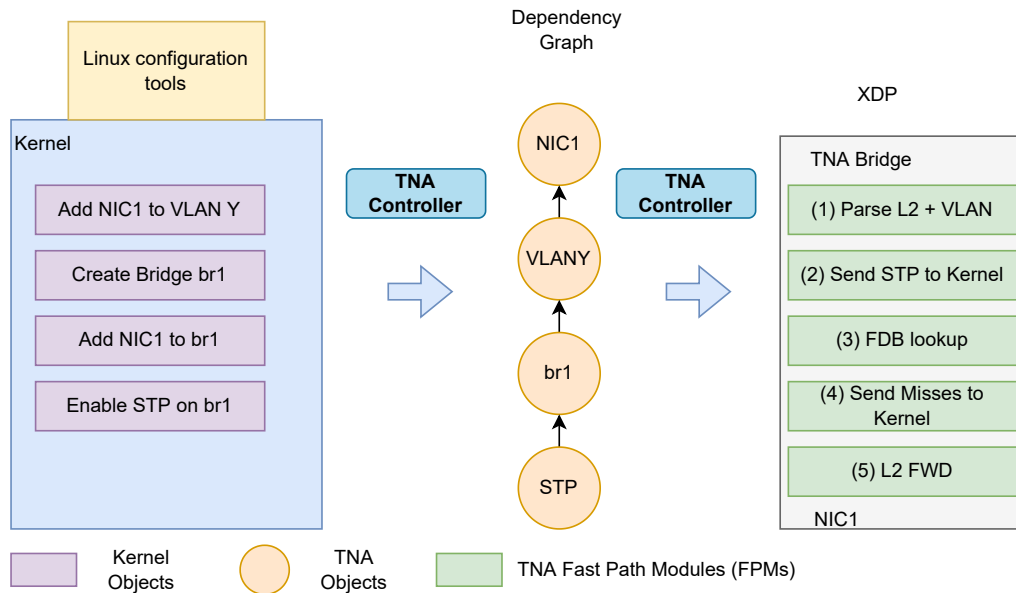 Linux configuration
tools
Kernel
Add NIC1 to VLAN Y
Create Bridge br1
Add NIC1 to br1
Enable STP on br1
TNA
Controller
Dependency
Graph
NIC1
VLANY
br1
STP
TNA
Controller
XDP
TNA Bridge
(1) Parse L2 + VLAN
(2) Send STP to Kernel
(3) FDB lookup
(4) Send Misses to
Kernel
(5) L2 FWD
NIC1
Kernel
Objects
TNA
Objects
TNA Fast Path Modules (FPMs)